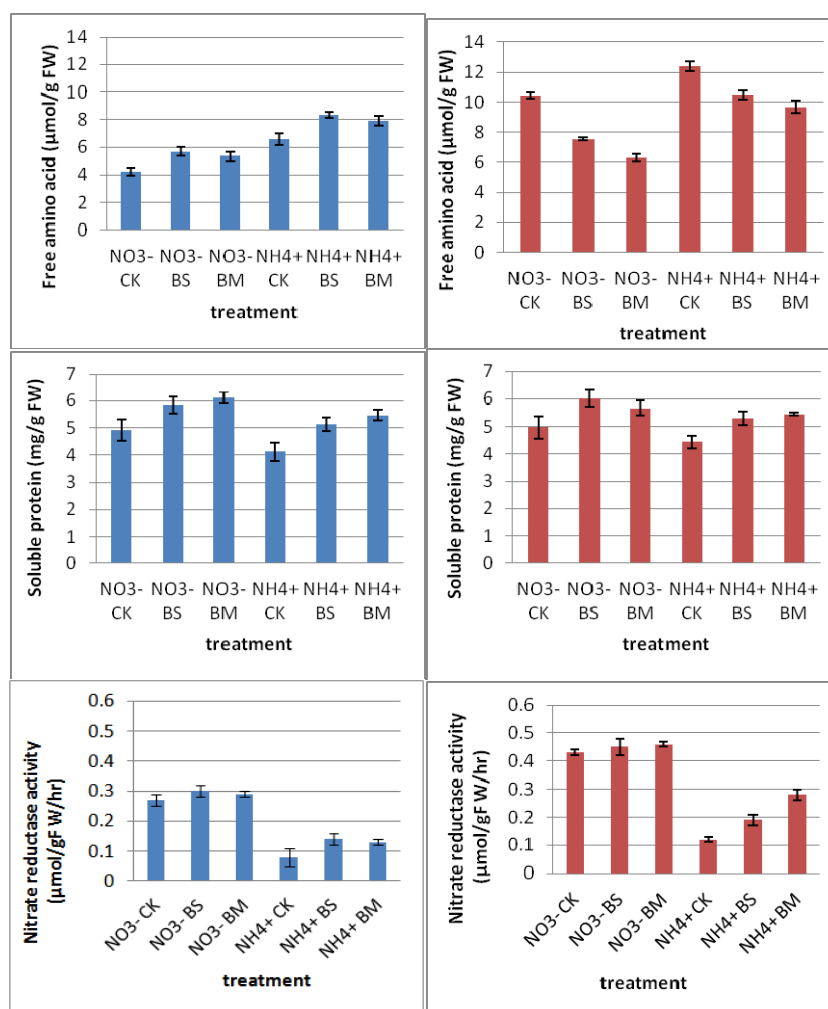 Free amino acid (µmol/g FW)
14
12
10
8
6
4
2
0
NO3- NO3- NO3- NH4+ NH4+ NH4+
CK BS BM CK BS BM
treatment
Free amino acid (µmol/g FW)
14
12
10
8
6
4
2
0
NO3- NO3- NO3- NH4+ NH4+ NH4+
CK BS BM CK BS BM
treatment
Soluble protein (mg/g FW)
7
6
5
4
3
2
1
0
NO3- NO3- NO3- NH4+ NH4+ NH4+
CK BS BM CK BS BM
treatment
Soluble protein (mg/g FW)
7
6
5
4
3
2
1
0
NO3- NO3- NO3- NH4+ NH4+ NH4+
CK BS BM CK BS BM
treatment
Nitrate reductase activity
(µmol/gF W/hr)
0.6
0.5
0.4
0.3
0.2
0.1
0
NO3- CK
NO3- BS
NO3- BM
NH4+ CK
NH4+ BS
NH4+ BM
treatment
Nitrate reductase activity
(µmol/gF W/hr)
0.6
0.5
0.4
0.3
0.2
0.1
0
NO3- CK
NO3- BS
NO3- BM
NH4+ CK
NH4+ BS
NH4+ BM
treatment